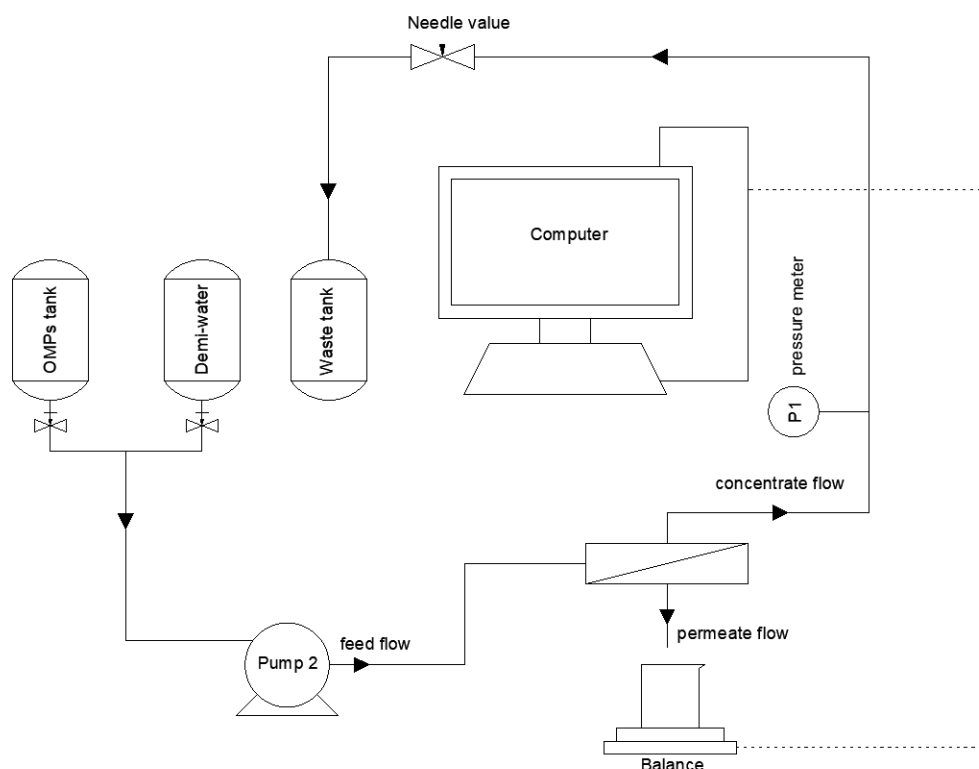 Needle value
Computer
OMPs tank
Demi-water
Waste tank
pressure meter
P1
concentrate flow
feed flow
permeate flow
Pump 2
Balance